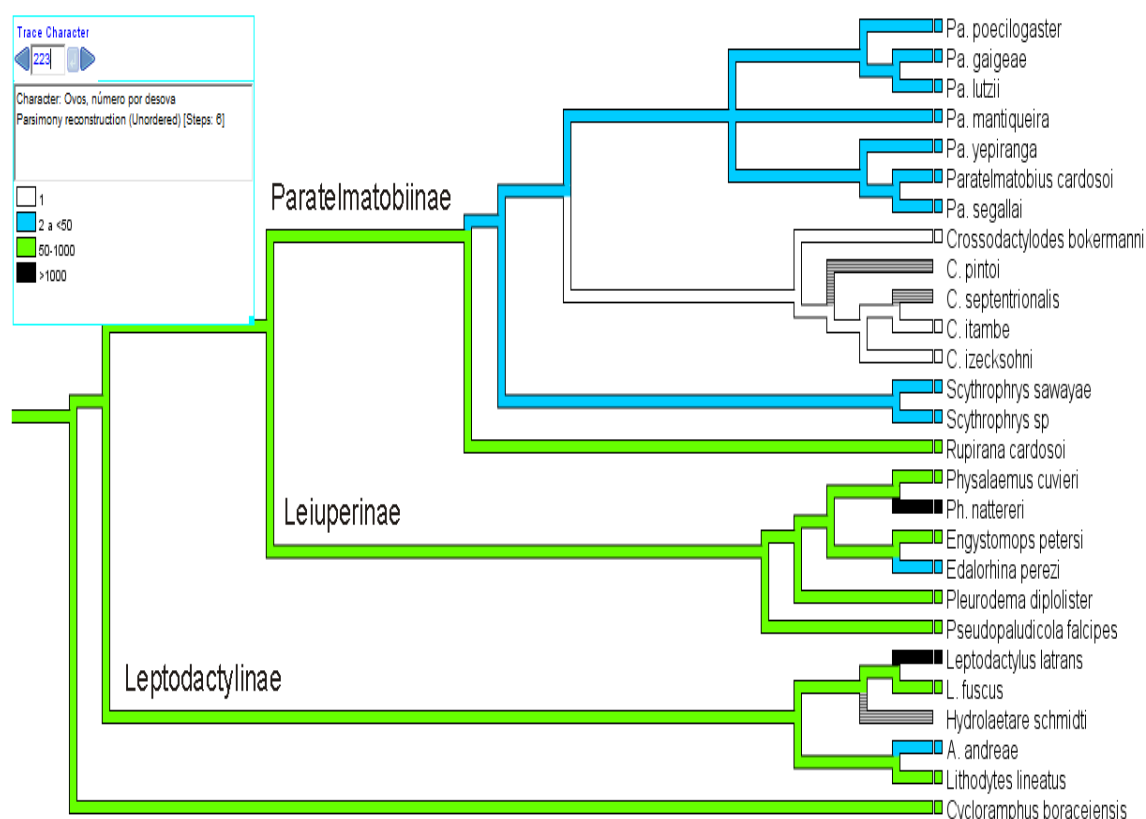 Trace Character
223
Character: Ovos, número por desova
Parsimony reconstruction (Unordered) [Steps: 6]
1
2 a <50
50-1000
>1000
Paratelmatobiinae
Leiuperinae
Leptodactylinae
Pa. poecilogaster
Pa. gaigeae
Pa. lutzii
Pa. mantiqueira
Pa. yepiranga
Paratelmatobius cardosoi
Pa. segallai
Crossodactylodes bokermanni
C. pintoi
C. septentrionalis
C. itambe
C. izecksohni
Scythrophrys sawayae
Scythrophrys sp
Rupirana cardosoi
Physalaemus cuvieri
Ph. nattereri
Engystomops petersi
Edalorhina perezi
Pleurodema diplolister
Pseudopaludicola falcipes
Leptodactylus latrans
L. fuscus
Hydrolaetare schmidti
A. andreae
Lithodytes lineatus
Cycloramphus boraceiensis